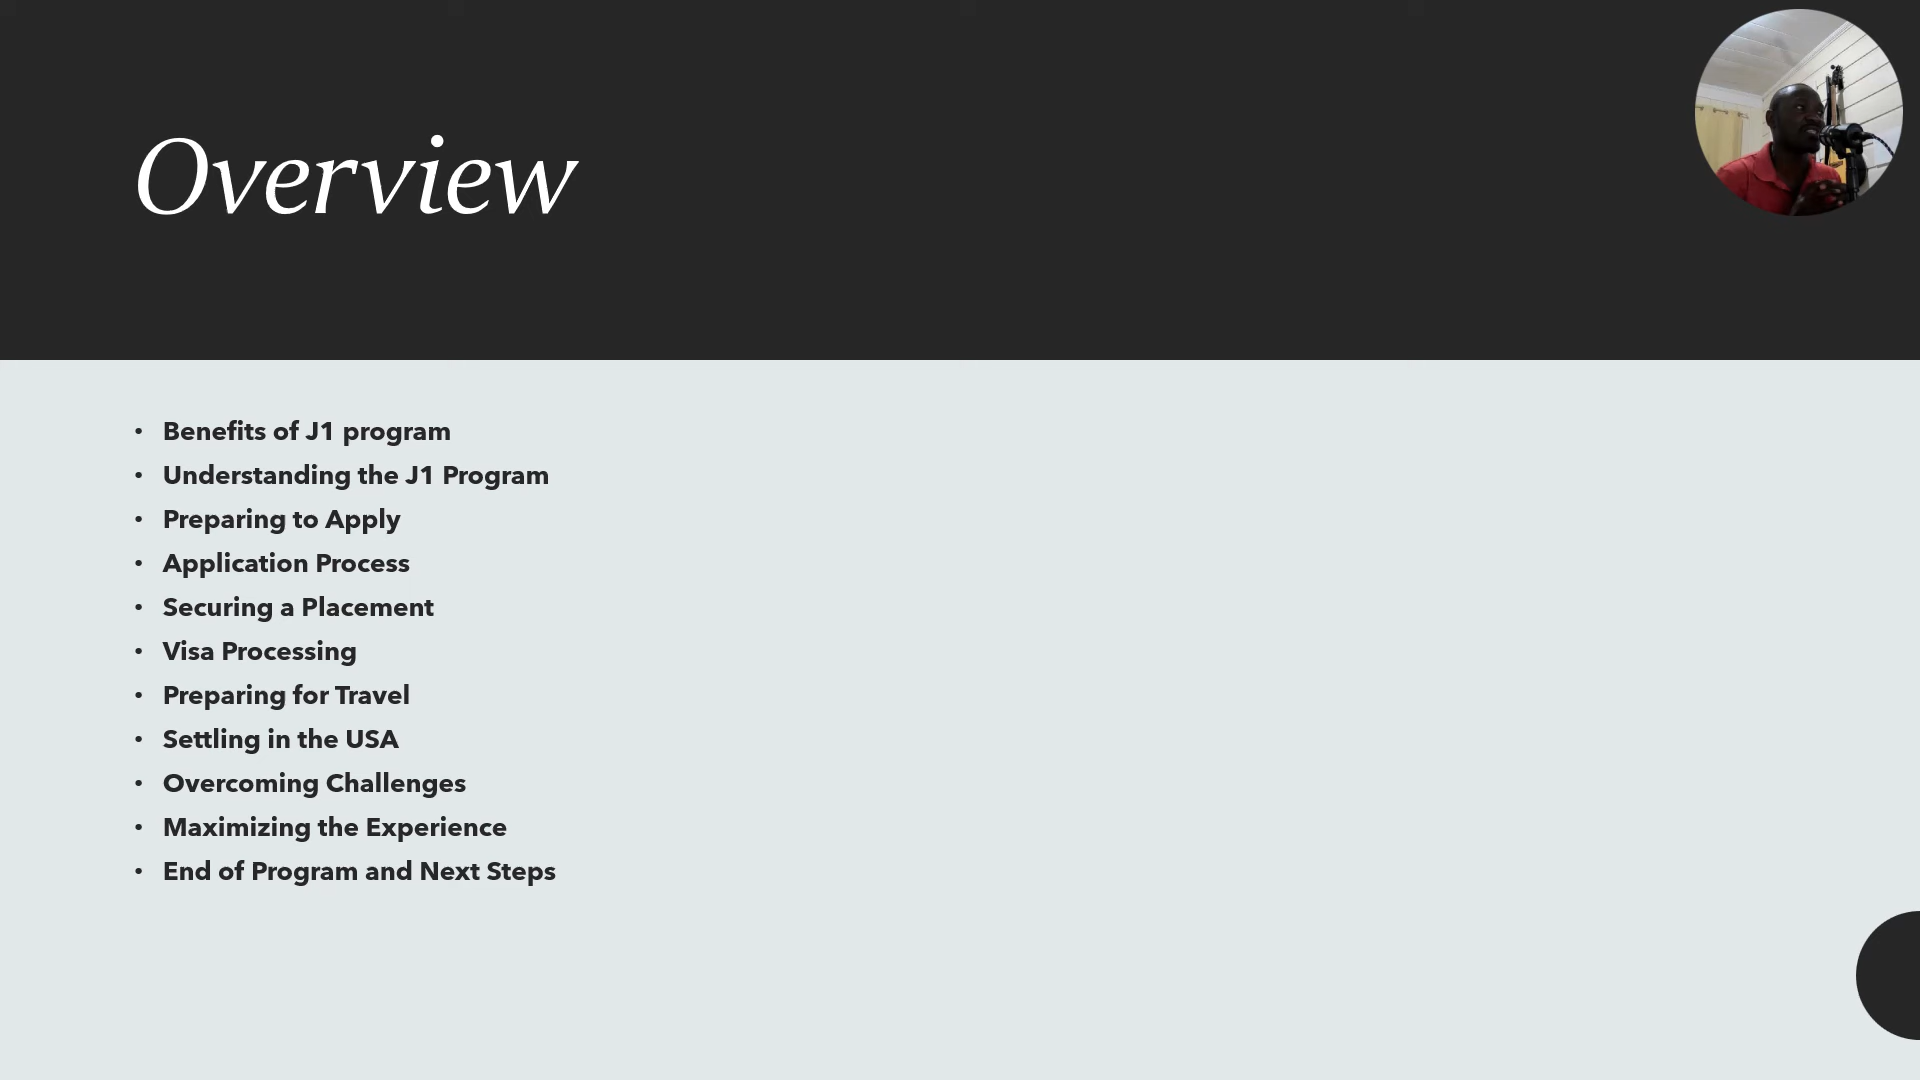 Overview
• Benefits of J1 program
• Understanding the J1 Program
• Preparing to Apply
• Application Process
• Securing a Placement
• Visa Processing
• Preparing for Travel
• Settling in the USA
• Overcoming Challenges
• Maximizing the Experience
• End of Program and Next Steps